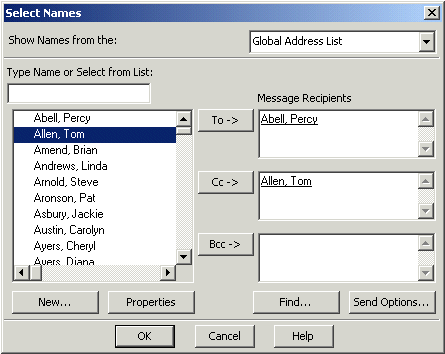 Select Names
Show Names from the:
Global Address List
Type Name or Select from List:
Message Recipients
Abell, Percy
Allen, Tom
Amend, Brian
Andrews, Linda
Arnold, Steve
Aronson, Pat
Asbury, Jackie
Austin, Carolyn
Ayers, Cheryl
Ayers, Diana
To ->
Abell, Percy
Cc ->
Allen, Tom
Bcc ->
New...
Properties
Find...
Send Options...
OK
Cancel
Help